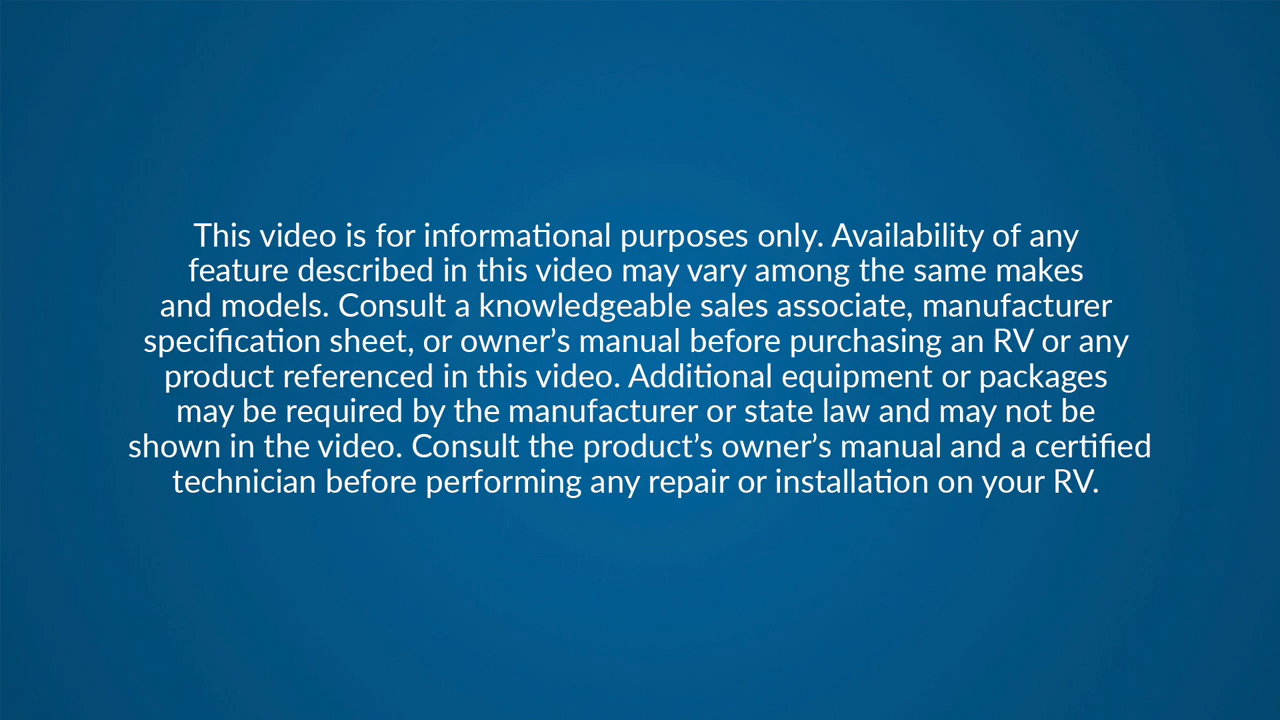 This video is for informational purposes only. Availability of any
feature described in this video may vary among the same makes
and models. Consult a knowledgeable sales associate, manufacturer
specification sheet, or owner’s manual before purchasing an RV or any
product referenced in this video. Additional equipment or packages
may be required by the manufacturer or state law and may not be
shown in the video. Consult the product’s owner’s manual and a certified
technician before performing any repair or installation on your RV.